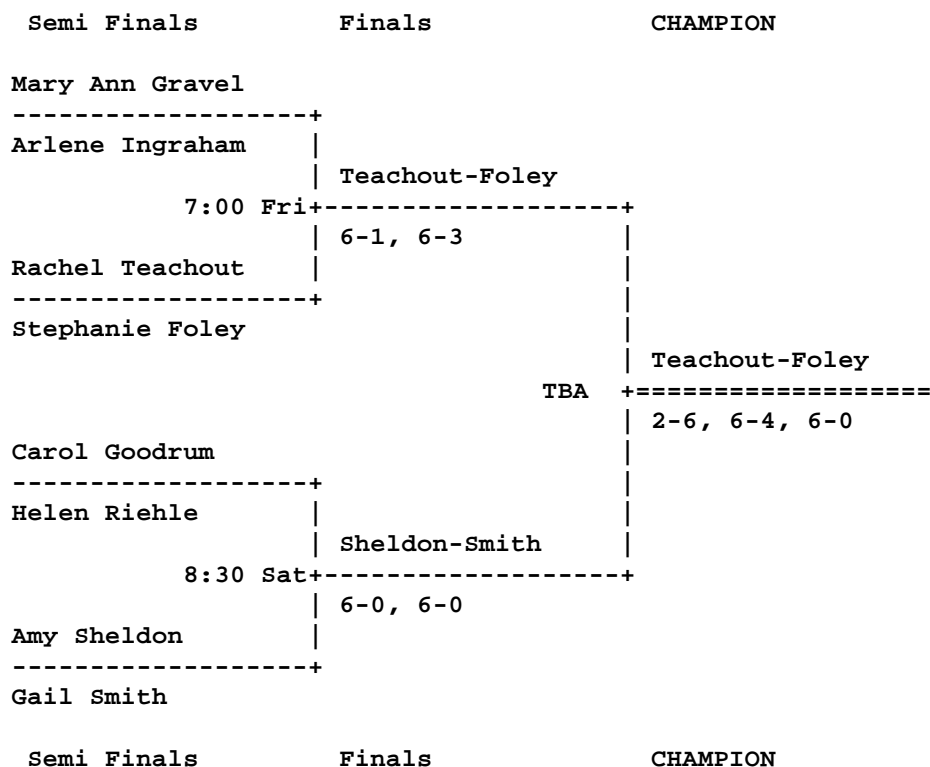 Semi Finals Finals CHAMPION
Mary Ann Gravel
-------------------+
Arlene Ingraham |
| Teachout-Foley
7:00 Fri+-------------------+
| 6-1, 6-3 |
Rachel Teachout | |
-------------------+ |
Stephanie Foley |
| Teachout-Foley
TBA +===================
| 2-6, 6-4, 6-0
Carol Goodrum |
-------------------+ |
Helen Riehle | |
| Sheldon-Smith |
8:30 Sat+-------------------+
| 6-0, 6-0
Amy Sheldon |
-------------------+
Gail Smith
Semi Finals Finals CHAMPION